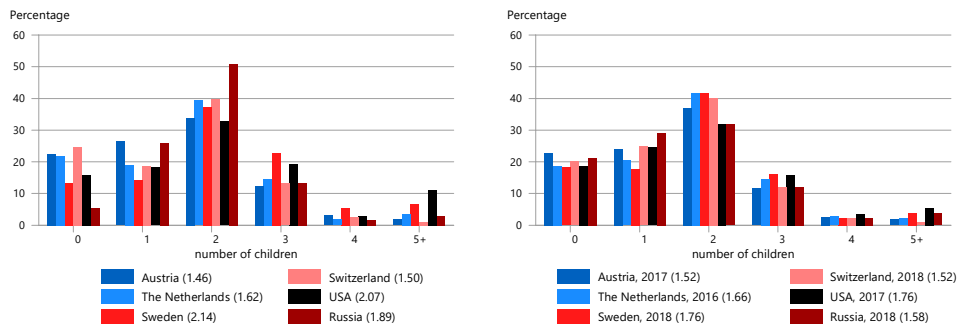 Percentage
60
50
40
30
20
10
0
0 1 2 3 4 5+
number of children
Austria (1.46)
Switzerland (1.50)
The Netherlands (1.62)
USA (2.07)
Sweden (2.14)
Russia (1.89)
Percentage
60
50
40
30
20
10
0
0 1 2 3 4 5+
number of children
Austria, 2017 (1.52)
Switzerland, 2018 (1.52)
The Netherlands, 2016 (1.66)
USA, 2017 (1.76)
Sweden, 2018 (1.76)
Russia, 2018 (1.58)